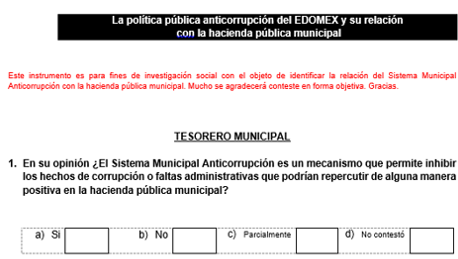 La política pública anticorrupción del EDOMEX y su relación
con la hacienda pública municipal
Este instrumento es para fines de investigación social con el objeto de identificar la relación del Sistema Municipal
Anticorrupción con la hacienda pública municipal. Mucho se agradecerá conteste en forma objetiva. Gracias.
TESORERO MUNICIPAL
1. En su opinión ¿El Sistema Municipal Anticorrupción es un mecanismo que permite inhibir
los hechos de corrupción o faltas administrativas que podrían repercutir de alguna manera
positiva en la hacienda pública municipal?
a) Si b) No c) Parcialmente d) No contestó